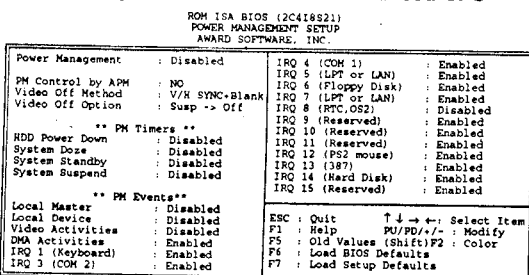 ROM ISA BIOS (2C4I8S21)
POWER MANAGEMENT SETUP
AWARD SOFTWARE, INC.
Power Management : Disabled
PM Control by APM : NO
Video Off Method : V/H SYNC+Blank
Video Off Option : Susp -> Off
** PM Timers **
HDD Power Down : Disabled
System Doze : Disabled
System Standby : Disabled
System Suspend : Disabled
** PM Events**
Local Master : Disabled
Local Device : Disabled
Video Activities : Disabled
DMA Activities : Enabled
IRQ 1 (Keyboard) : Enabled
IRQ 3 (COM 2) : Enabled
IRQ 4 (COM 1) : Enabled
IRQ 5 (LPT or LAN) : Enabled
IRQ 6 (Floppy Disk) : Enabled
IRQ 7 (LPT or LAN) : Enabled
IRQ 8 (RTC,OS2) : Disabled
IRQ 9 (Reserved) : Enabled
IRQ 10 (Reserved) : Enabled
IRQ 11 (Reserved) : Enabled
IRQ 12 (PS2 mouse) : Enabled
IRQ 13 (387) : Enabled
IRQ 14 (Hard Disk) : Enabled
IRQ 15 (Reserved) : Enabled
ESC : Quit ↑ ↓ → ←: Select Item
F1 : Help PU/PD/+/- : Modify
F5 : Old Values (Shift)F2 : Color
F6 : Load BIOS Defaults
F7 : Load Setup Defaults